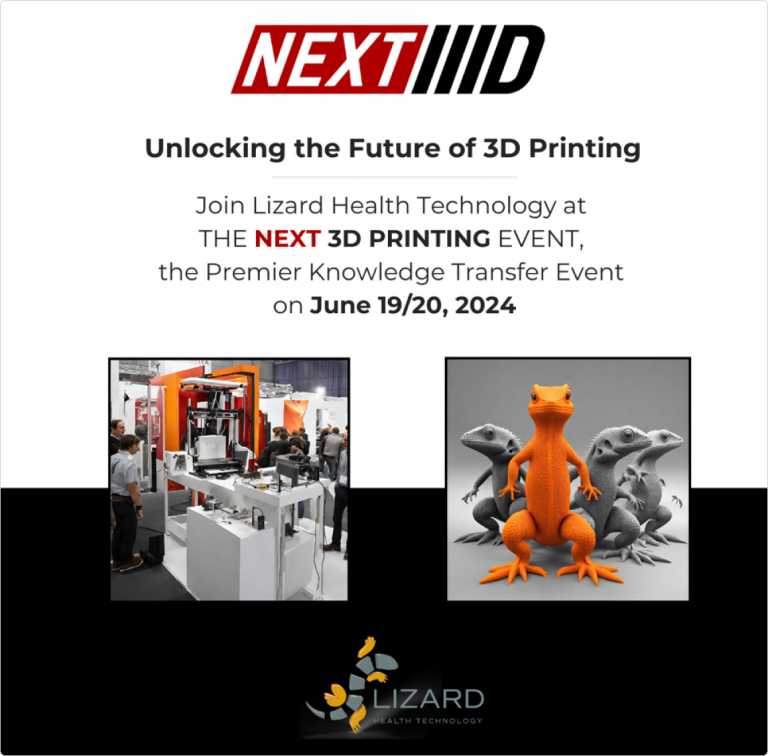 NEXT 3D
Unlocking the Future of 3D Printing
Join Lizard Health Technology at
THE NEXT 3D PRINTING EVENT,
the Premier Knowledge Transfer Event
on June 19/20, 2024
LIZARD
HEALTH TECHNOLOGY